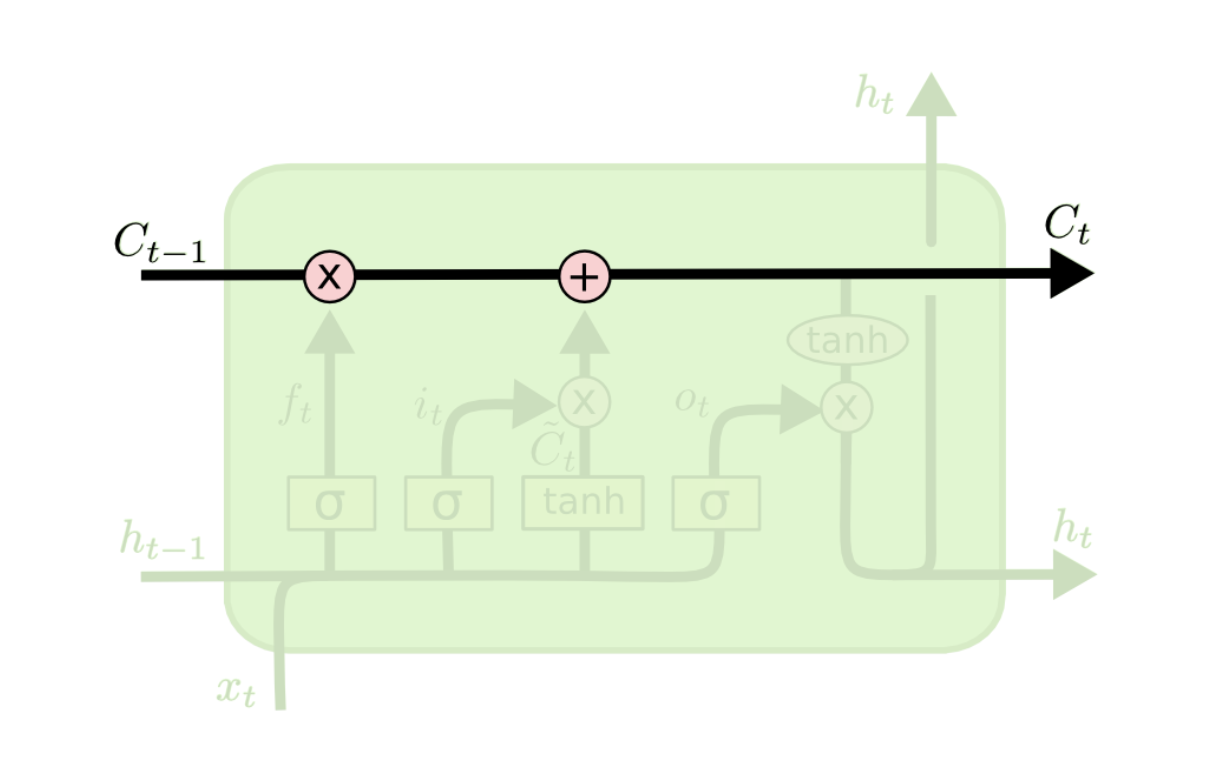 h_t
C_{t-1}
C_t
x
+
tanh
f_t
i_t
x
o_t
x
C̃_t
σ
σ
tanh
σ
h_{t-1}
h_t
x_t